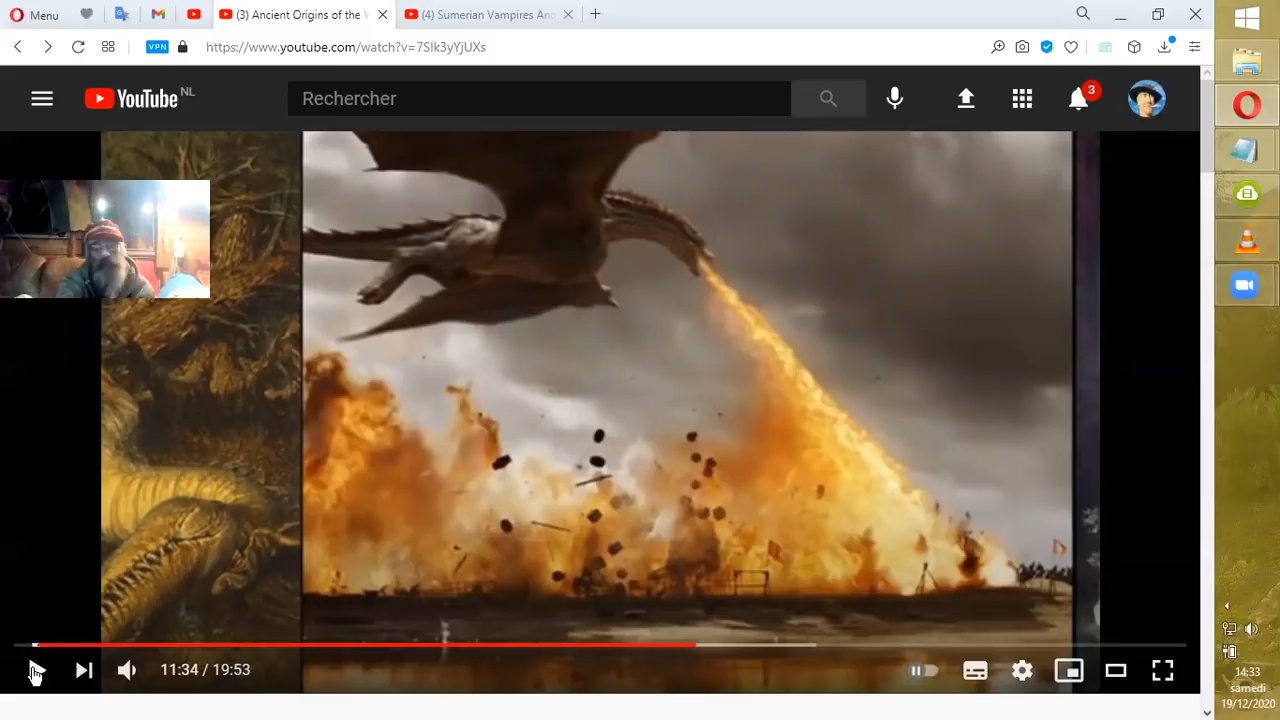 Menu
(3) Ancient Origins of the V
(4) Sumerian Vampires And
VPN
https://www.youtube.com/watch?v=7SIk3yYJUXs
YouTube NL
Rechercher
3
11:34 / 19:53
14:33
samedi
19/12/2020